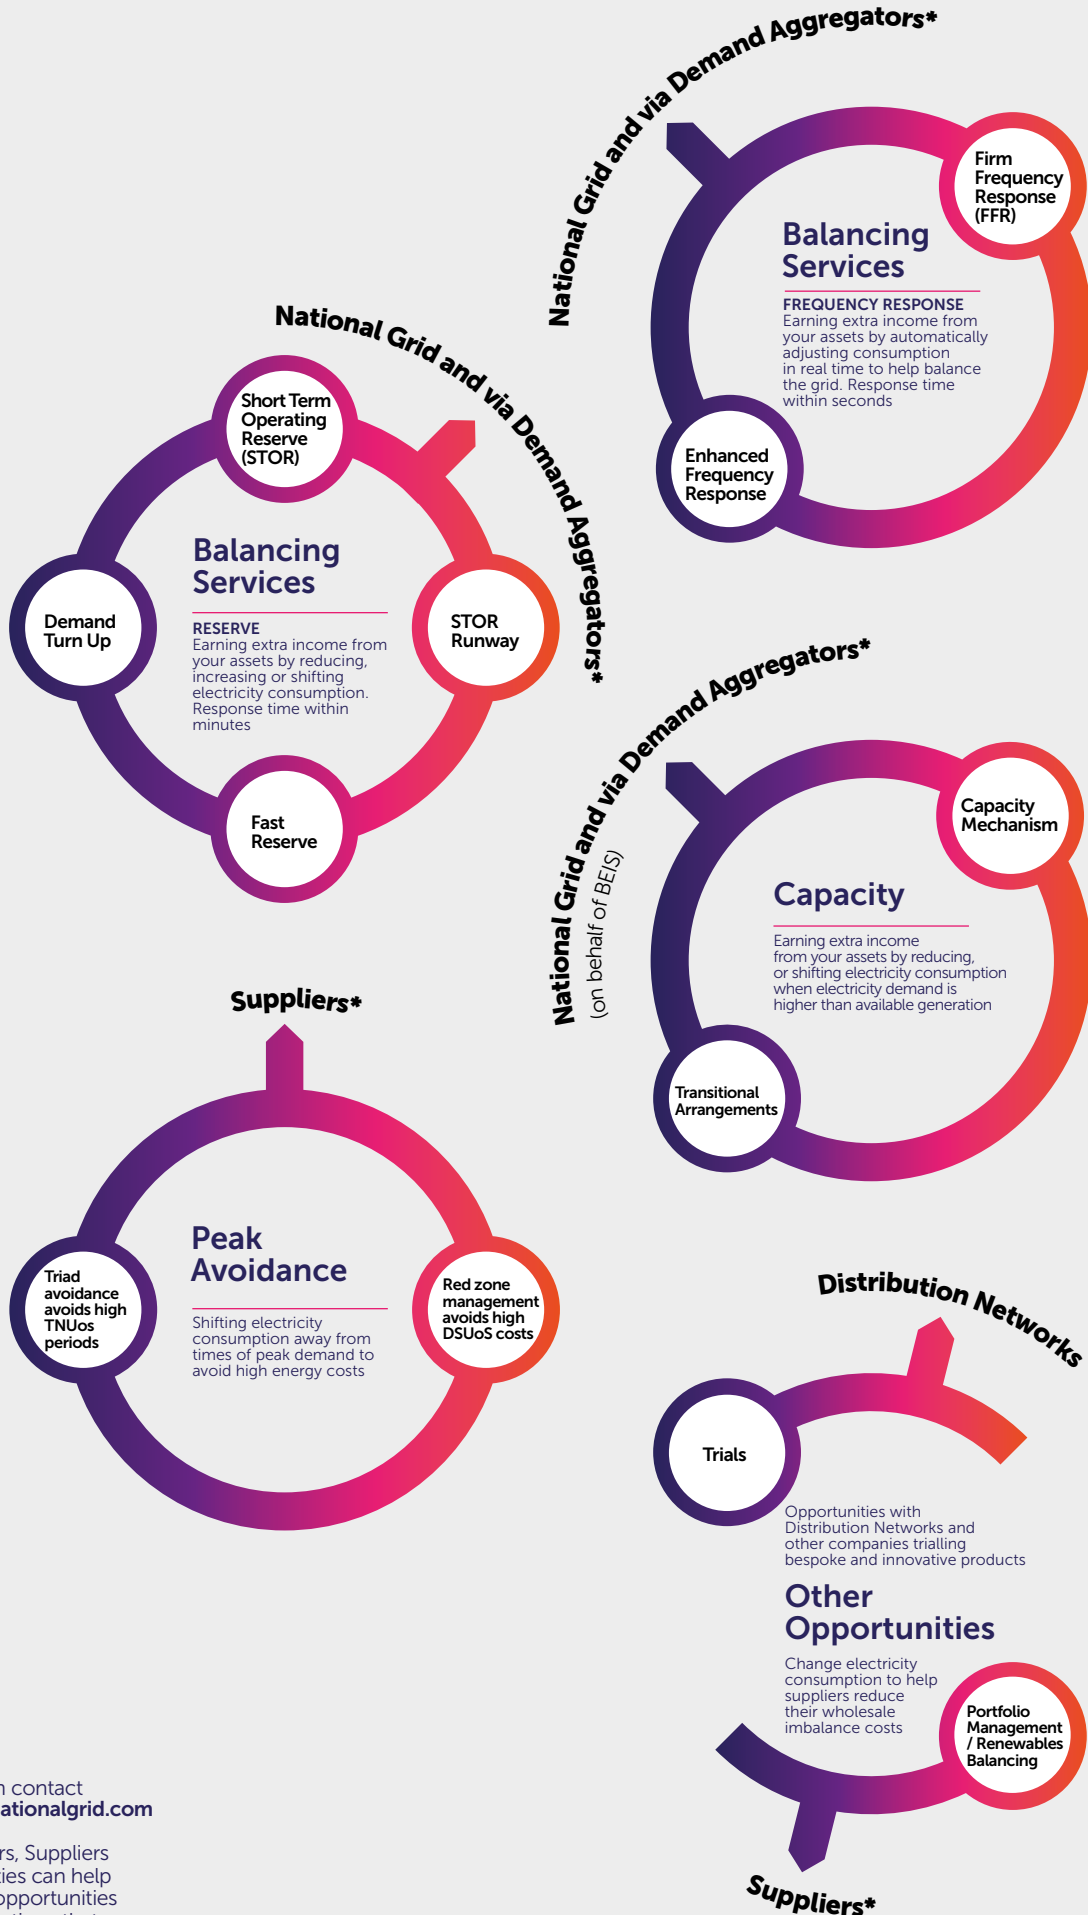 National Grid and via Demand Aggregators*
Firm
Frequency
Response
(FFR)
Balancing
Services
FREQUENCY RESPONSE
Earning extra income from
your assets by automatically
adjusting consumption
in real time to help balance
the grid. Response time
within seconds
Enhanced
Frequency
Response
National Grid and via Demand Aggregators*
Short Term
Operating
Reserve
(STOR)
Balancing
Services
RESERVE
Earning extra income from
your assets by reducing,
increasing or shifting
electricity consumption.
Response time within
minutes
Demand
Turn Up
STOR
Runway
Fast
Reserve
National Grid and via Demand Aggregators*
(on behalf of BEIS)
Capacity
Mechanism
Capacity
Earning extra income
from your assets by reducing,
or shifting electricity consumption
when electricity demand is
higher than available generation
Transitional
Arrangements
Suppliers*
Peak
Avoidance
Shifting electricity
consumption away from
times of peak demand to
avoid high energy costs
Triad
avoidance
avoids high
TNUos
periods
Red zone
management
avoids high
DSUoS costs
Distribution Networks
Trials
Opportunities with
Distribution Networks and
other companies trialling
bespoke and innovative products
Other
Opportunities
Change electricity
consumption to help
suppliers reduce
their wholesale
imbalance costs
Portfolio
Management
/ Renewables
Balancing
Suppliers*
contact
ationalgrid.com
rs, Suppliers
ties can help
opportunities